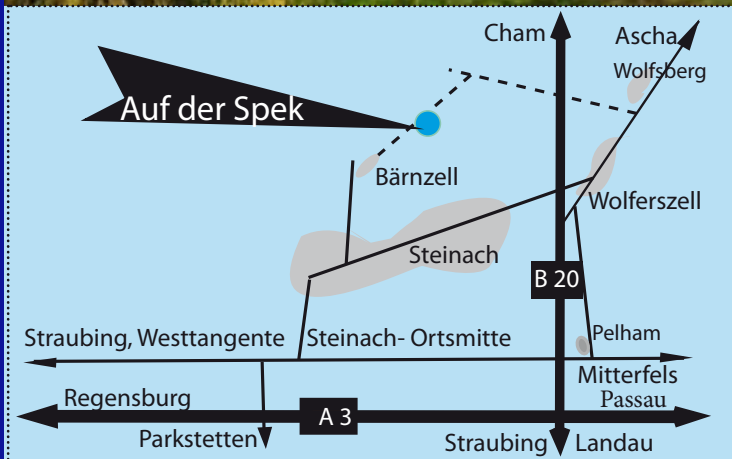 Cham
Ascha
Wolfsberg
Auf der Spek
Bärnzell
Wolferszell
Steinach
B 20
Straubing, Westtangente
Steinach- Ortsmitte
Pelham
Mitterfels
Regensburg
Passau
A 3
Parkstetten
Straubing
Landau